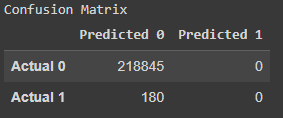 Confusion Matrix
Predicted 0 Predicted 1
Actual 0 218845 0
Actual 1 180 0